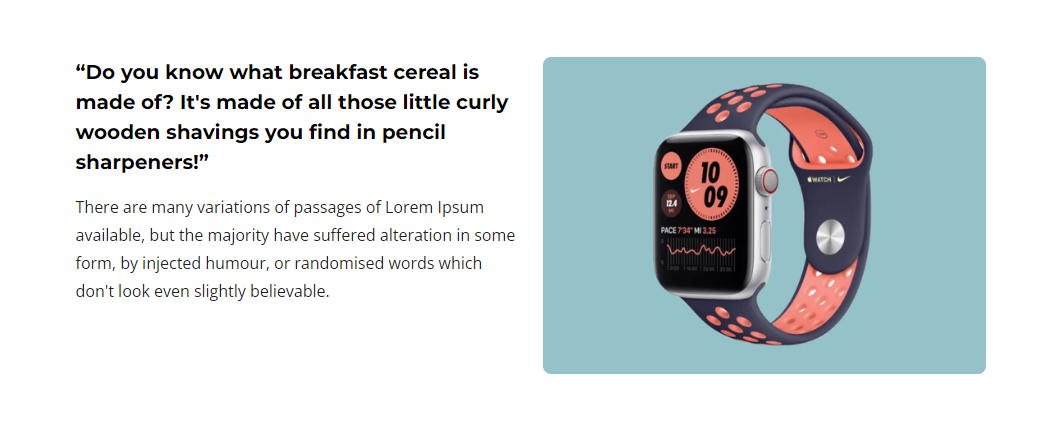 “Do you know what breakfast cereal is
made of? It's made of all those little curly
wooden shavings you find in pencil
sharpeners!”
There are many variations of passages of Lorem Ipsum
available, but the majority have suffered alteration in some
form, by injected humour, or randomised words which
don't look even slightly believable.
WATCH
START
10
09
12.4
PACE 7'34" MI 3.25